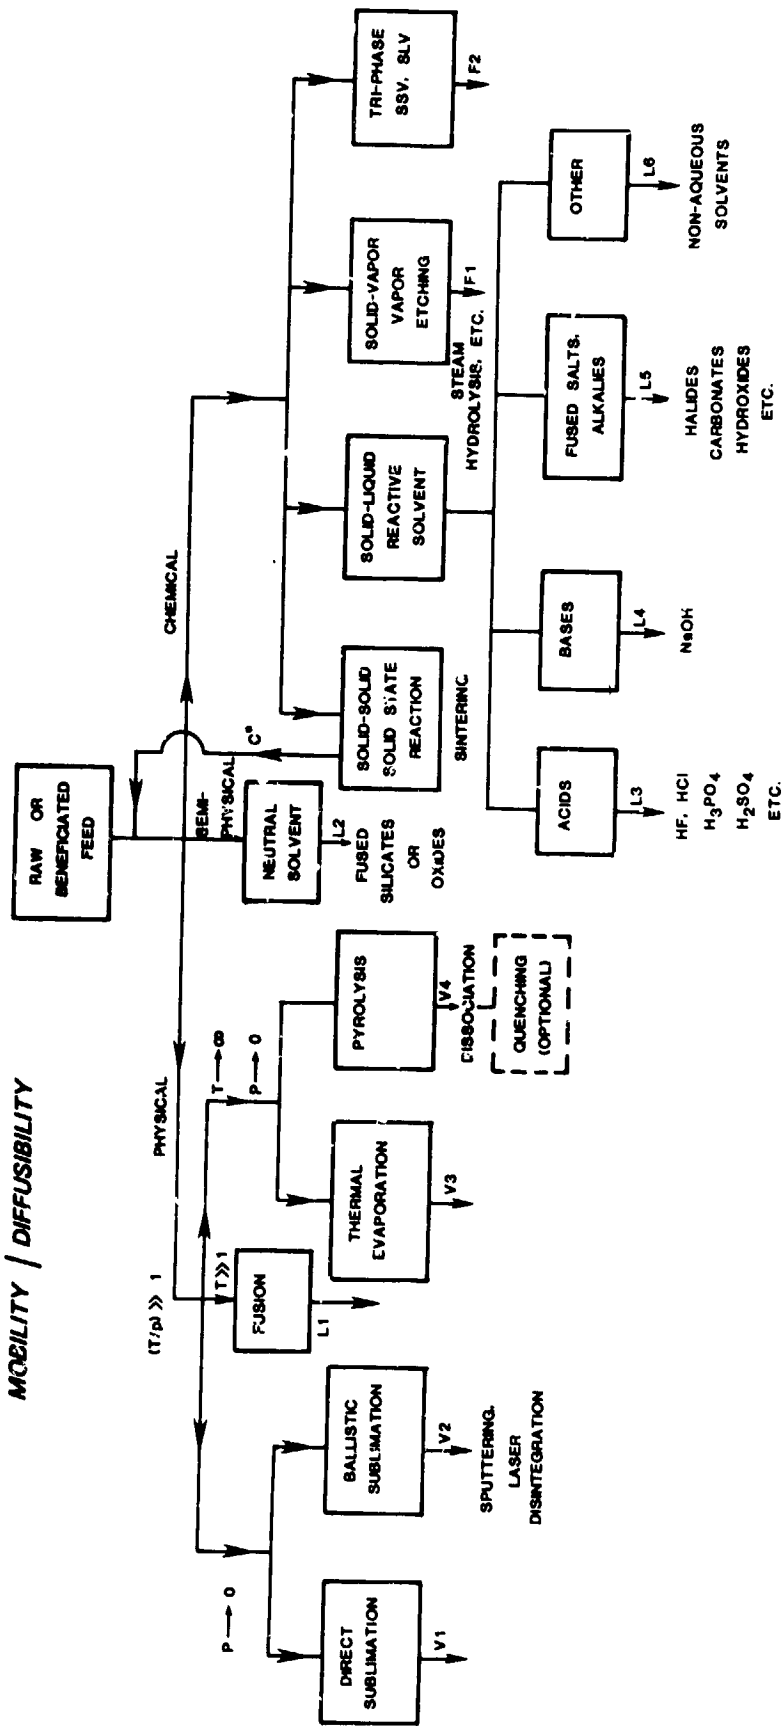 MOBILITY / DIFFUSIBILITY
RAW OR
BENEFICIATED
FEED
PHYSICAL
CHEMICAL
SEMI-
PHYSICAL
C*
(T/p) >> 1
T >> 1
T → ∞
P → 0
P → 0
FUSION
L1
NEUTRAL
SOLVENT
L2
FUSED
SILICATES
OR
OXIDES
DIRECT
SUBLIMATION
V1
BALLISTIC
SUBLIMATION
V2
SPUTTERING.
LASER
DISINTEGRATION
THERMAL
EVAPORATION
V3
PYROLYSIS
V4
DISSOCIATION
QUENCHING
(OPTIONAL)
SOLID-SOLID
SOLID STATE
REACTION
SINTERING
SOLID-LIQUID
REACTIVE
SOLVENT
SOLID-VAPOR
VAPOR
ETCHING
F1
STEAM
HYDROLYSIS, ETC.
TRI-PHASE
SSV, SLV
F2
ACIDS
L3
HF, HCl
H3PO4
H2SO4
ETC.
BASES
L4
NaOH
FUSED SALTS.
ALKALIES
L5
HALIDES
CARBONATES
HYDROXIDES
ETC.
OTHER
L6
NON-AQUEOUS
SOLVENTS